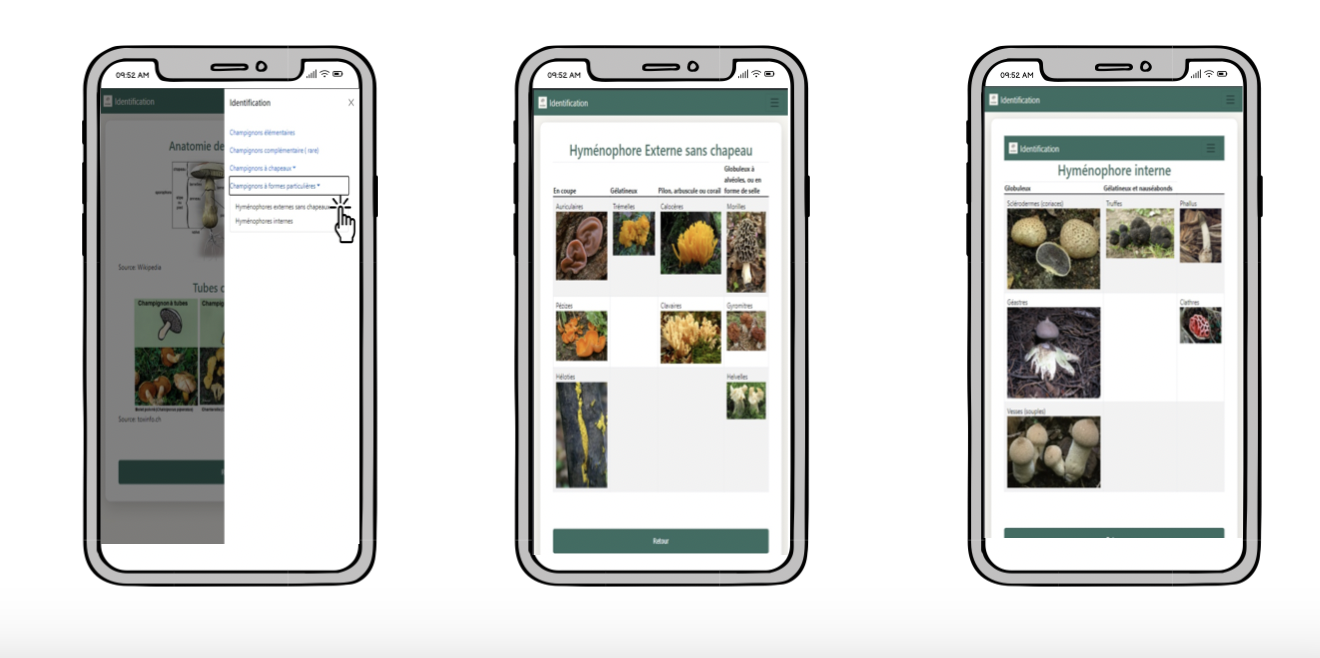 09:52 AM
Identification
Anatomie de
Source: Wikipedia
Tubes c
Champignon à tubes
Champig
Source: townfo.ch
Identification
X
Champignons élémentaires
Champignons complémentaire ( rare)
Champignons à chapeaux
Champignons à formes particulières
Hyménophores externes sans chapeau
Hyménophores internes
09:52 AM
Identification
Hyménophore Externe sans chapeau
En coupe
Gélatineux
Pilon, arbuscule ou corail
Globuleux à
alvéoles, ou en
forme de selle
Auriculaires
Trémelles
Calocères
Morilles
Pézizes
Clavaires
Gyromitres
Héloties
Helvelles
Retour
09:52 AM
Identification
Identification
Hyménophore interne
Globuleux
Gélatineux et nauséabonds
Sclérodermes (coriaces)
Truffes
Phallus
Géastres
Clathres
Vesses (souples)